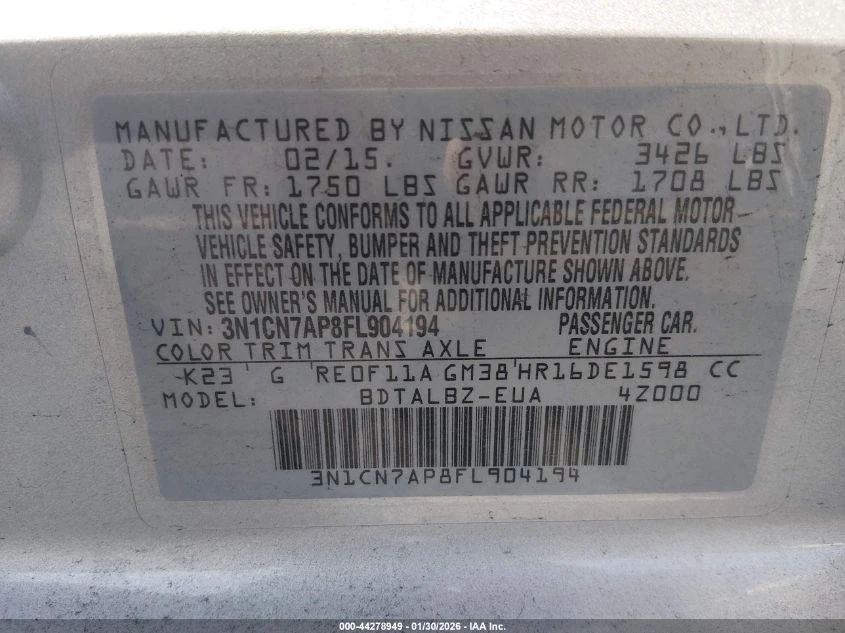 MANUFACTURED BY NISSAN MOTOR CO., LTD.
DATE: 02/15. GVWR: 3426 LBS
GAWR FR: 1750 LBS GAWR RR: 1708 LBS
THIS VEHICLE CONFORMS TO ALL APPLICABLE FEDERAL MOTOR
VEHICLE SAFETY, BUMPER AND THEFT PREVENTION STANDARDS
IN EFFECT ON THE DATE OF MANUFACTURE SHOWN ABOVE.
SEE OWNER'S MANUAL FOR ADDITIONAL INFORMATION.
VIN: 3N1CN7AP8FL904194 PASSENGER CAR.
COLOR TRIM TRANS AXLE ENGINE
K23 G RE0F11A GM38 HR16DE1598 CC
MODEL: BDTALBZ-EUA 4Z000
3N1CN7AP8FL904194
000-44278949 — 01/30/2026 — IAA Inc.